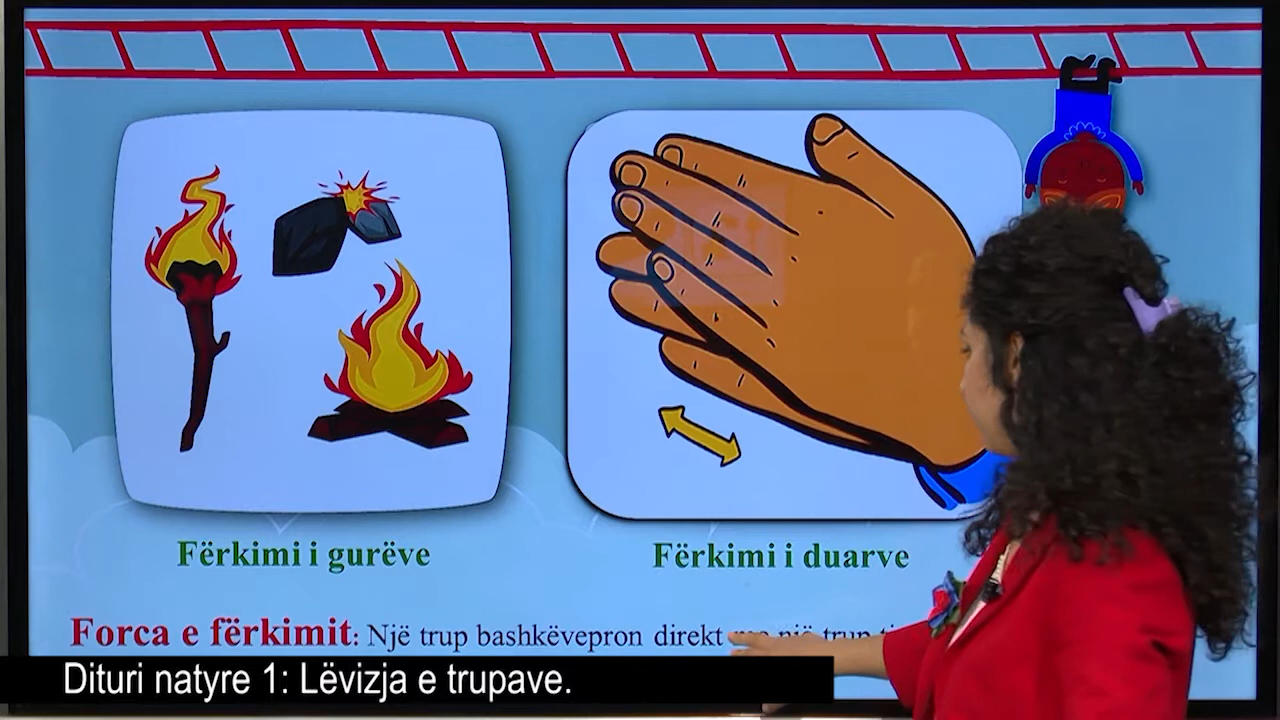 Fërkimi i gurëve
Fërkimi i duarve
Forca e fërkimit: Një trup bashkëvepron direkt me një trup
Dituri natyre 1: Lëvizja e trupave.